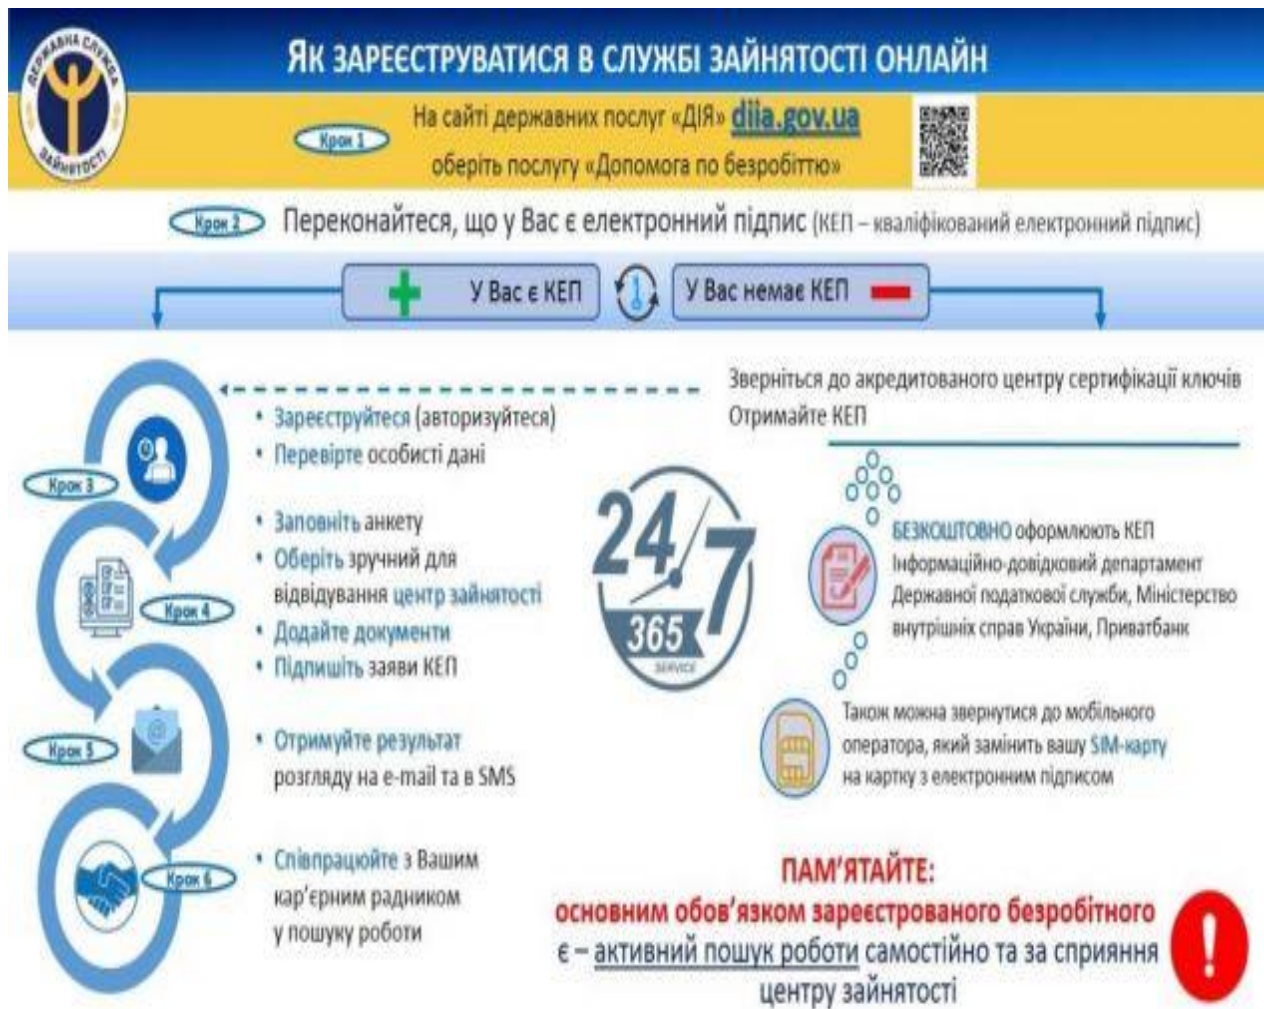 ДЕРЖАВНА СЛУЖБА
ЗАЙНЯТОСТІ
ЯК ЗАРЕЄСТРУВАТИСЯ В СЛУЖБІ ЗАЙНЯТОСТІ ОНЛАЙН
Крок 1
На сайті державних послуг «ДІЯ» diia.gov.ua
оберіть послугу «Допомога по безробіттю»
Крок 2
Переконайтеся, що у Вас є електронний підпис (КЕП – кваліфікований електронний підпис)
У Вас є КЕП
У Вас немає КЕП
Зверніться до акредитованого центру сертифікації ключів
Отримайте КЕП
Крок 3
• Зареєструйтеся (авторизуйтеся)
• Перевірте особисті дані
Крок 4
• Заповніть анкету
• Оберіть зручний для
відвідування центр зайнятості
• Додайте документи
• Підпишіть заяви КЕП
Крок 5
• Отримуйте результат
розгляду на e-mail та в SMS
Крок 6
• Співпрацюйте з Вашим
кар'єрним радником
у пошуку роботи
24/7
365
SERVICE
БЕЗКОШТОВНО оформлюють КЕП
Інформаційно-довідковий департамент
Державної податкової служби, Міністерство
внутрішніх справ України, Приватбанк
Також можна звернутися до мобільного
оператора, який замінить вашу SIM-карту
на картку з електронним підписом
ПАМ'ЯТАЙТЕ:
основним обов'язком зареєстрованого безробітного
є – активний пошук роботи самостійно та за сприяння
центру зайнятості